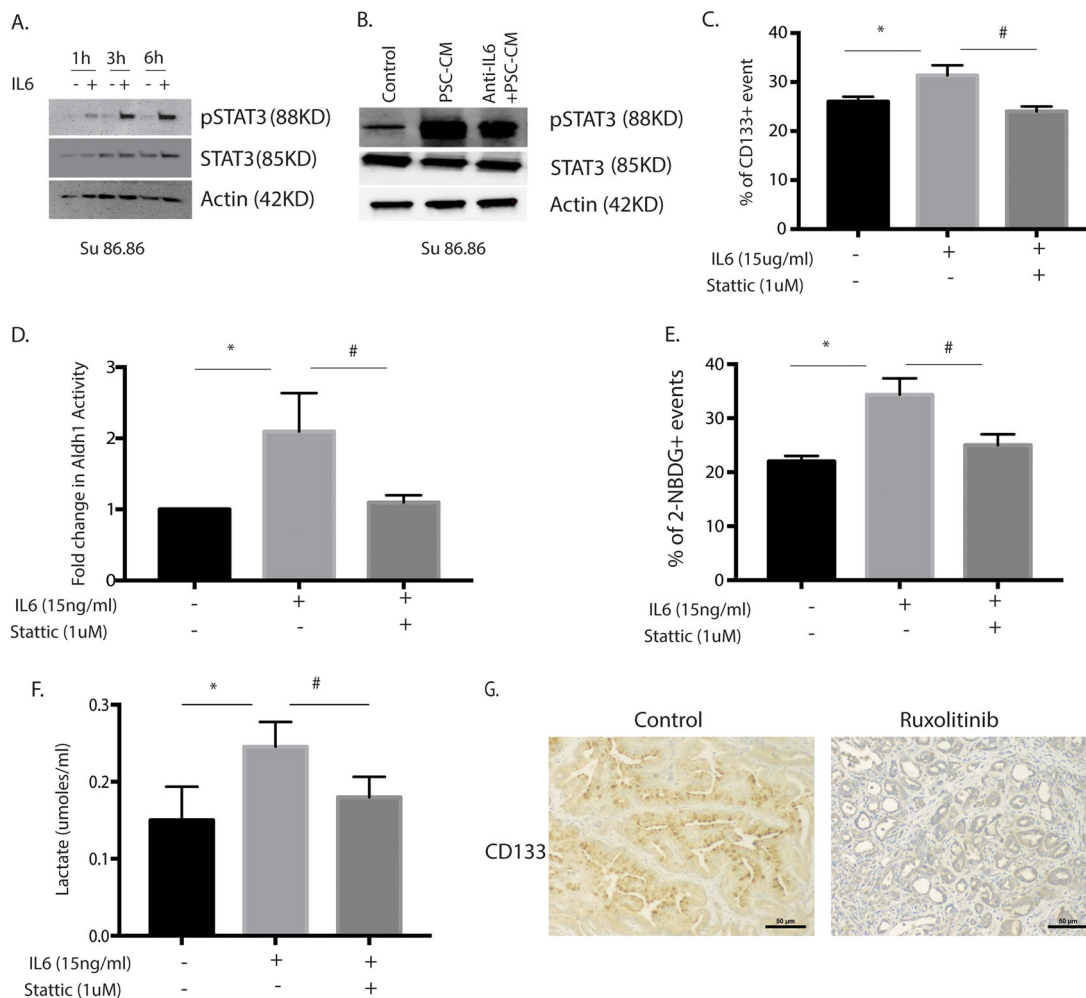 A.
1h 3h 6h
IL6 - + - + - +
pSTAT3 (88KD)
STAT3 (85KD)
Actin (42KD)
Su 86.86
B.
Control
PSC-CM
Anti-IL6
+PSC-CM
pSTAT3 (88KD)
STAT3 (85KD)
Actin (42KD)
Su 86.86
C.
% of CD133+ event
40
30
20
10
0
* #
IL6 (15ug/ml) - + +
Stattic (1uM) - - +
D.
Fold change in Aldh1 Activity
3
2
1
0
* #
IL6 (15ng/ml) - + +
Stattic (1uM) - - +
E.
% of 2-NBDG+ events
40
30
20
10
0
* #
IL6 (15ng/ml) - + +
Stattic (1uM) - - +
F.
Lactate (umoles/ml)
0.3
0.2
0.1
0.0
* #
IL6 (15ng/ml) - + +
Stattic (1uM) - - +
G.
Control Ruxolitinib
CD133
50 μm
50 μm